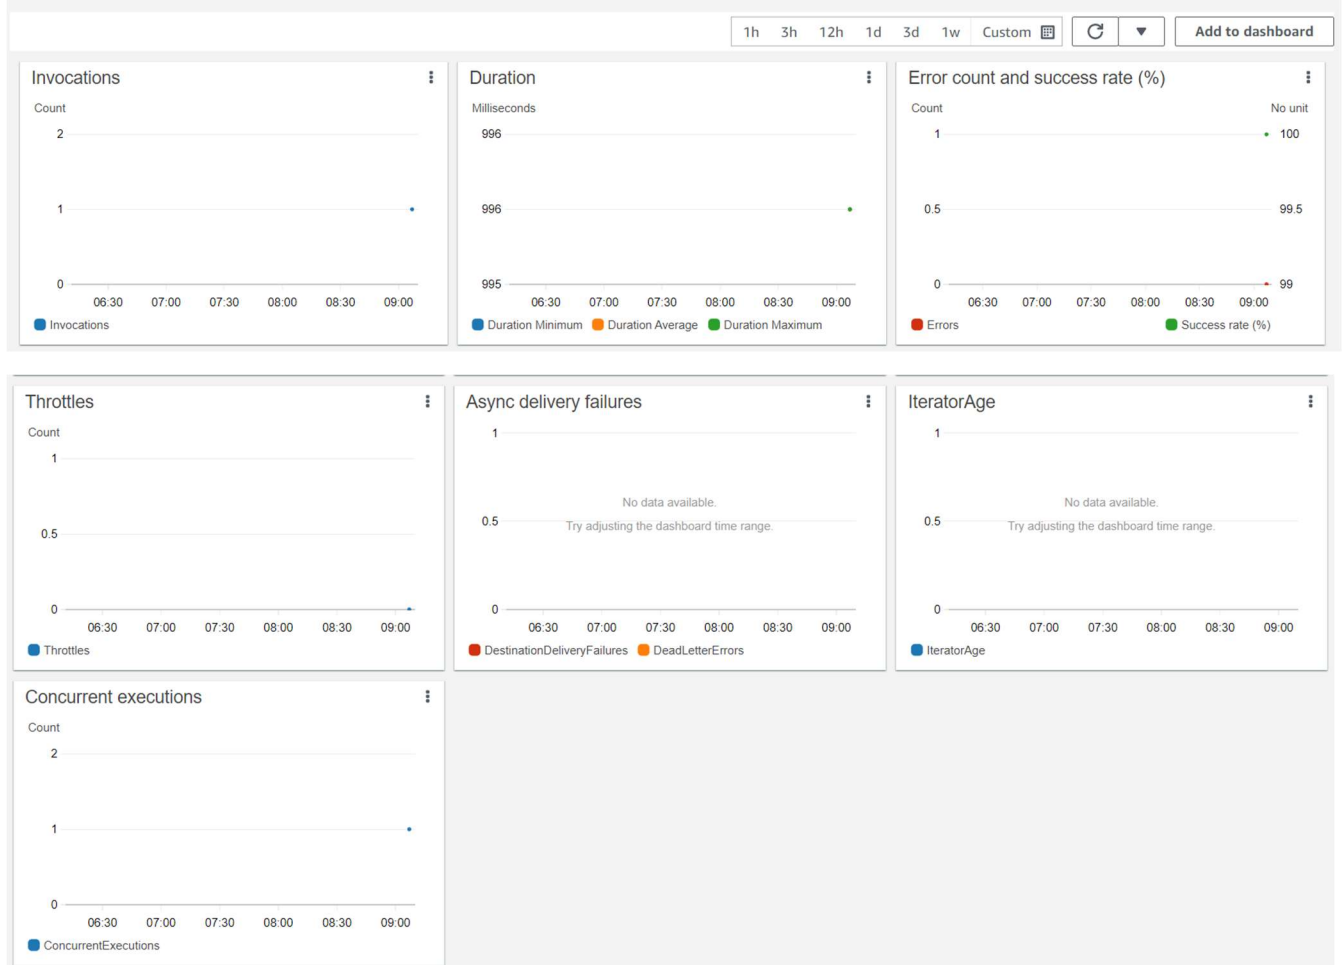 1h 3h 12h 1d 3d 1w Custom Add to dashboard
Invocations
Count
2
1
0
06:30 07:00 07:30 08:00 08:30 09:00
Invocations
Duration
Milliseconds
996
996
995
06:30 07:00 07:30 08:00 08:30 09:00
Duration Minimum Duration Average Duration Maximum
Error count and success rate (%)
Count No unit
1 100
0.5 99.5
0 99
06:30 07:00 07:30 08:00 08:30 09:00
Errors Success rate (%)
Throttles
Count
1
0.5
0
06:30 07:00 07:30 08:00 08:30 09:00
Throttles
Async delivery failures
1
No data available.
0.5
Try adjusting the dashboard time range.
0
06:30 07:00 07:30 08:00 08:30 09:00
DestinationDeliveryFailures DeadLetterErrors
IteratorAge
1
No data available.
0.5
Try adjusting the dashboard time range.
0
06:30 07:00 07:30 08:00 08:30 09:00
IteratorAge
Concurrent executions
Count
2
1
0
06:30 07:00 07:30 08:00 08:30 09:00
ConcurrentExecutions